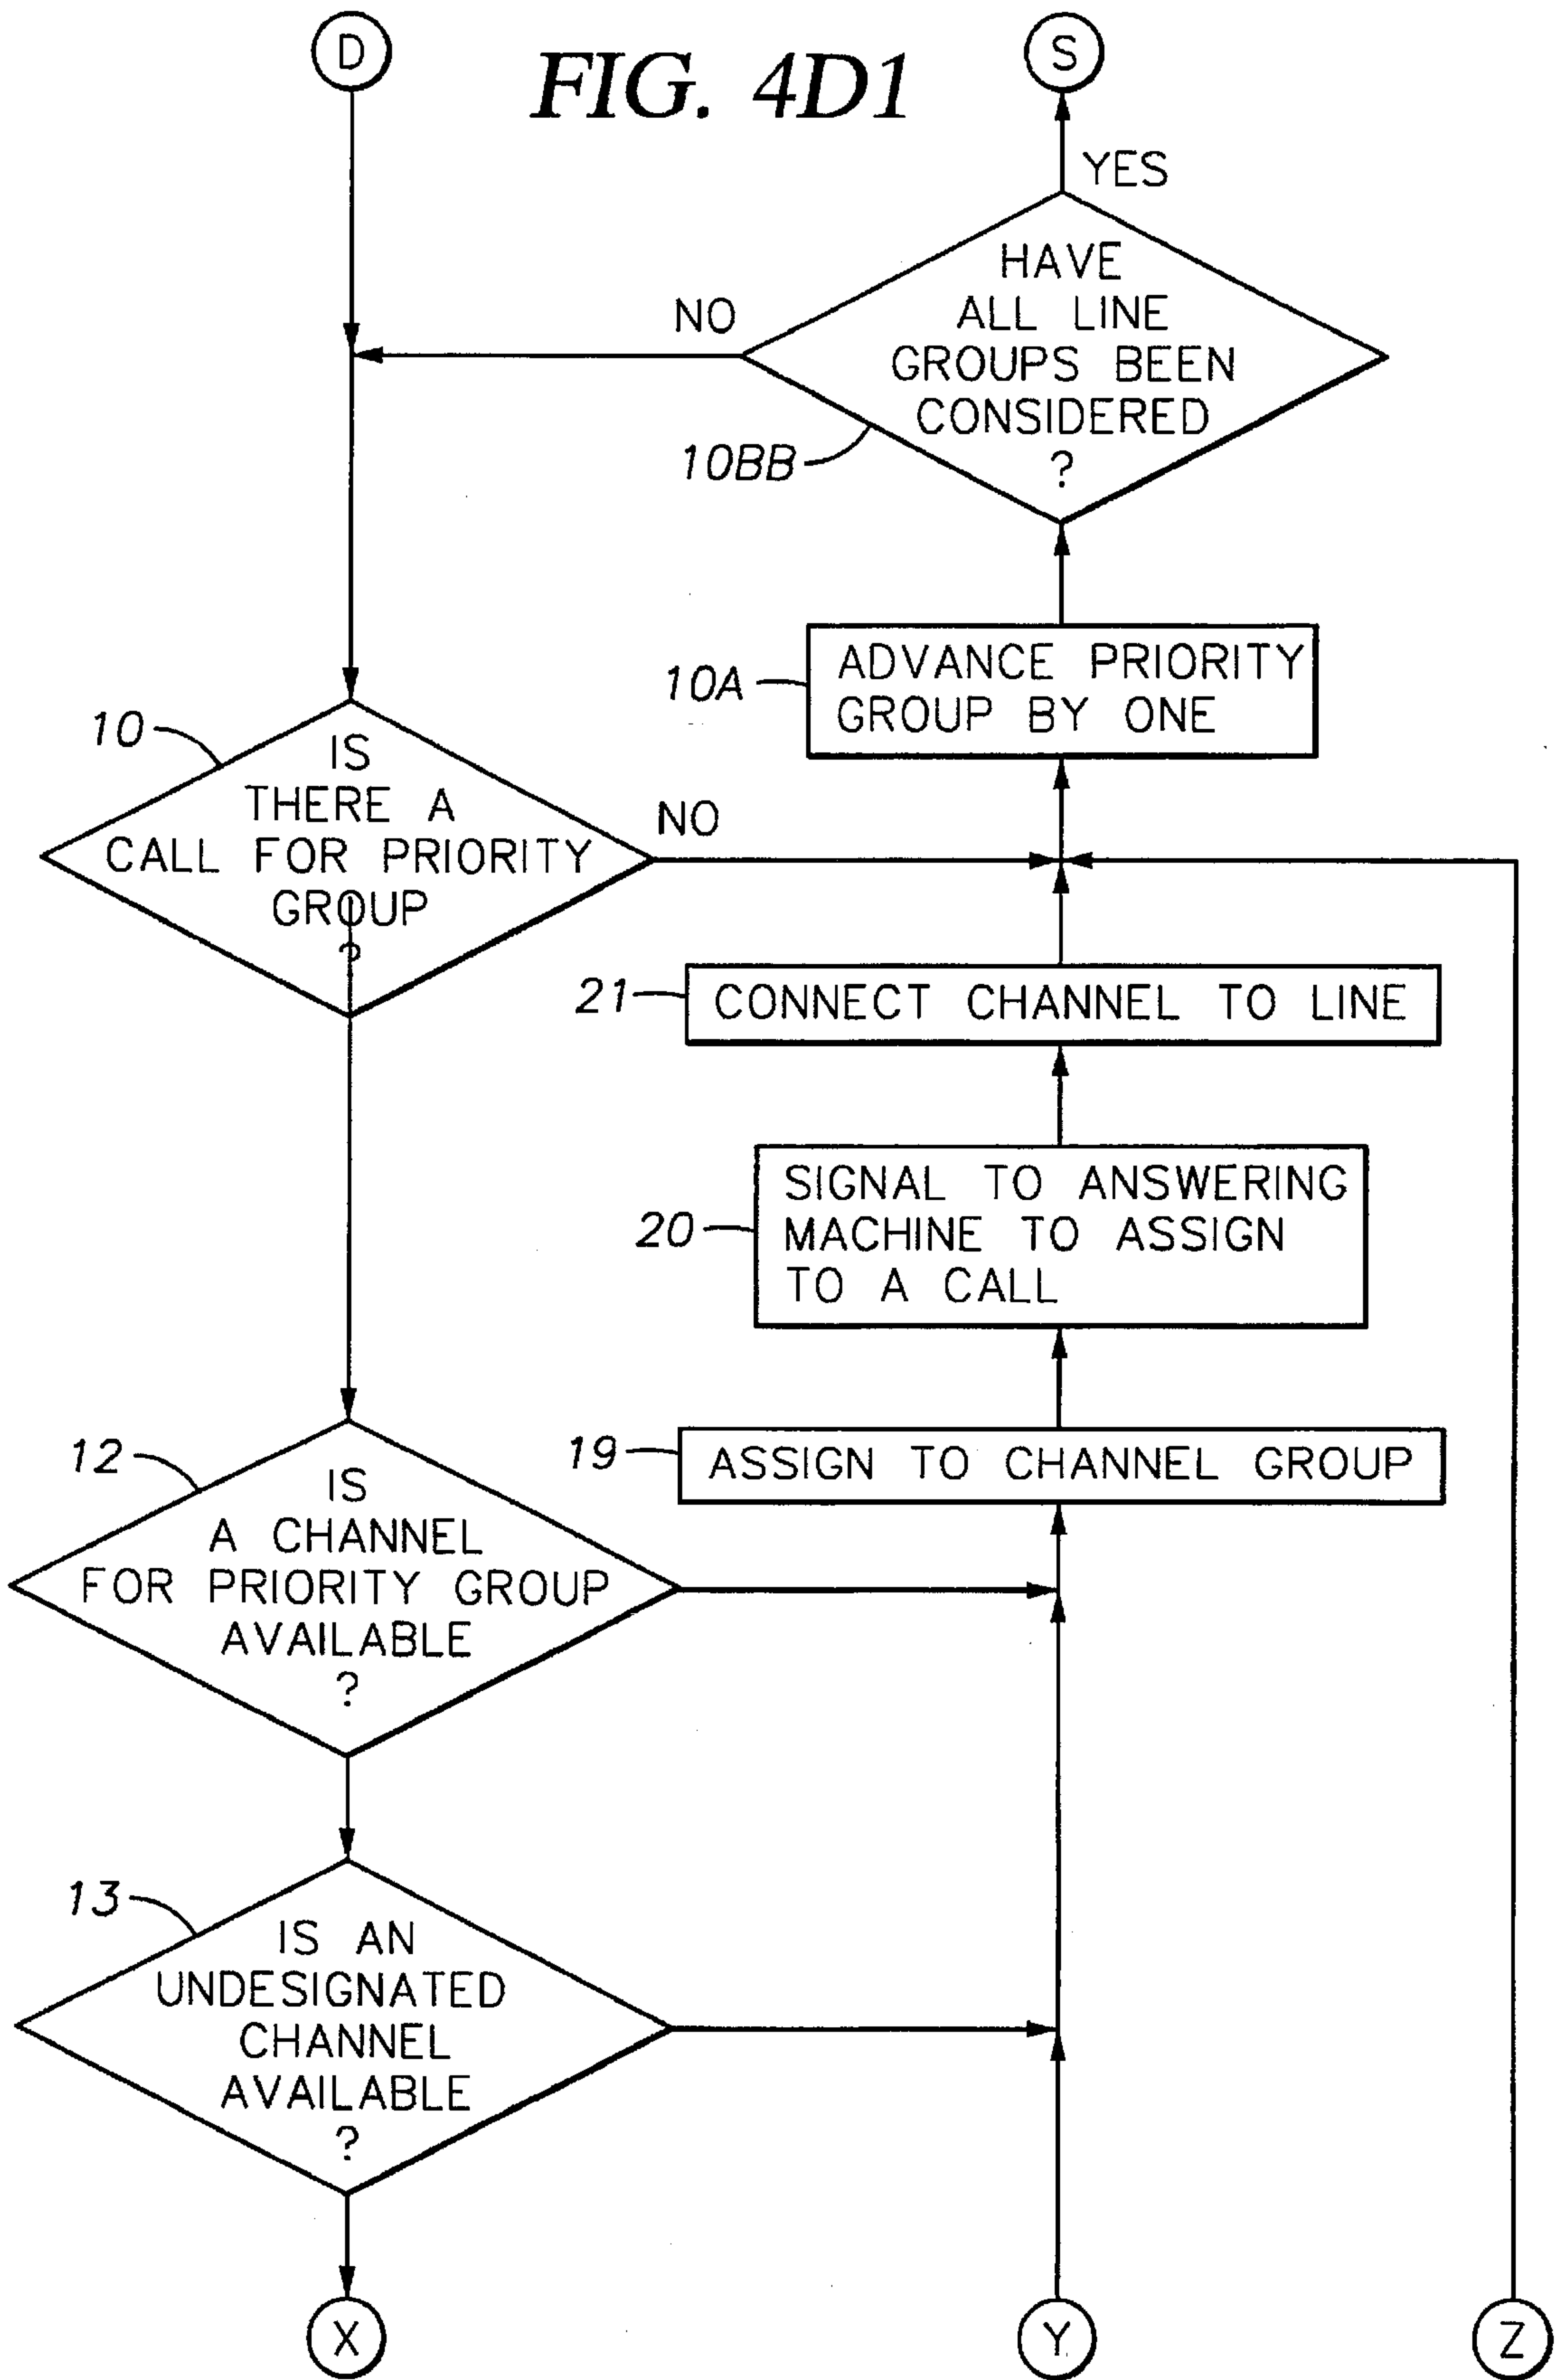 D
FIG. 4D1
S
YES
HAVE
ALL LINE
GROUPS BEEN
CONSIDERED
?
NO
10BB
10A
ADVANCE PRIORITY
GROUP BY ONE
10
IS
THERE A
CALL FOR PRIORITY
GROUP
?
NO
21
CONNECT CHANNEL TO LINE
20
SIGNAL TO ANSWERING
MACHINE TO ASSIGN
TO A CALL
12
IS
A CHANNEL
FOR PRIORITY GROUP
AVAILABLE
?
19
ASSIGN TO CHANNEL GROUP
13
IS AN
UNDESIGNATED
CHANNEL
AVAILABLE
?
X
Y
Z